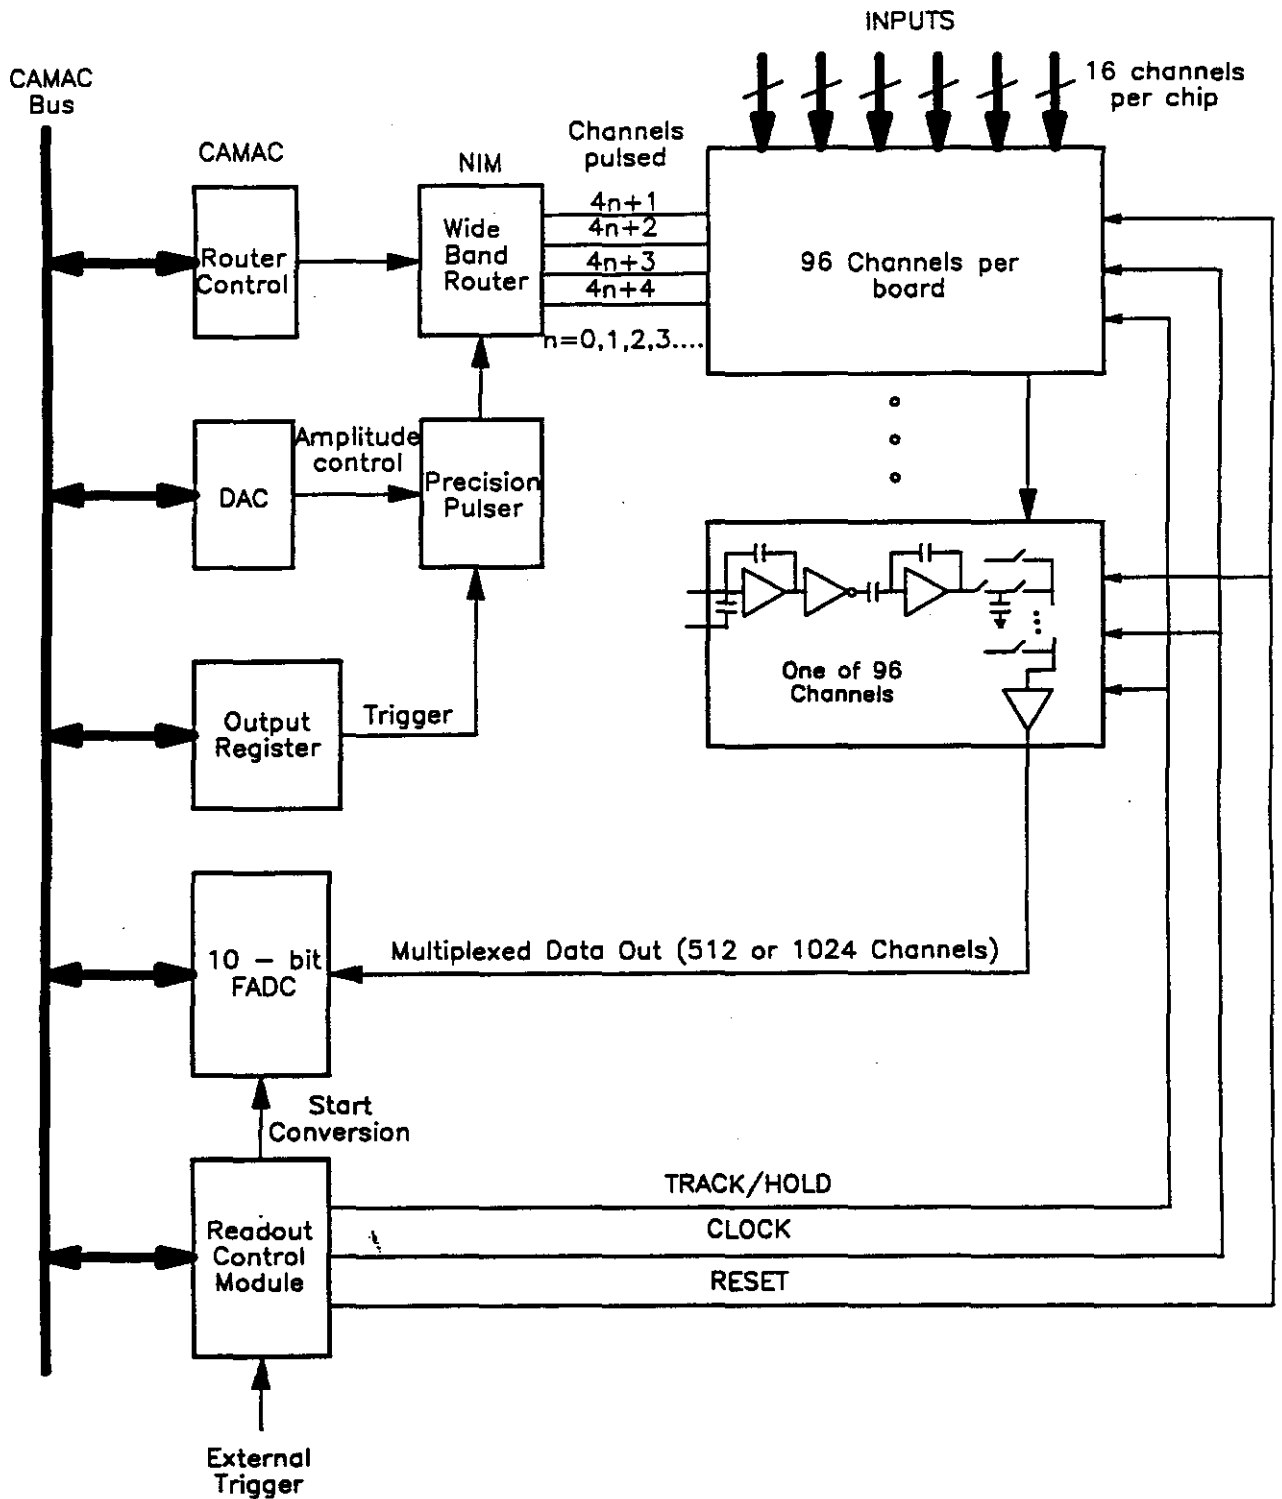 INPUTS
16 channels
per chip
CAMAC
Bus
CAMAC
NIM
Channels
pulsed
Router
Control
Wide
Band
Router
4n+1
4n+2
4n+3
4n+4
n=0,1,2,3....
96 Channels per
board
DAC
Amplitude
control
Precision
Pulser
One of 96
Channels
Output
Register
Trigger
10 - bit
FADC
Multiplexed Data Out (512 or 1024 Channels)
Start
Conversion
Readout
Control
Module
TRACK/HOLD
CLOCK
RESET
External
Trigger